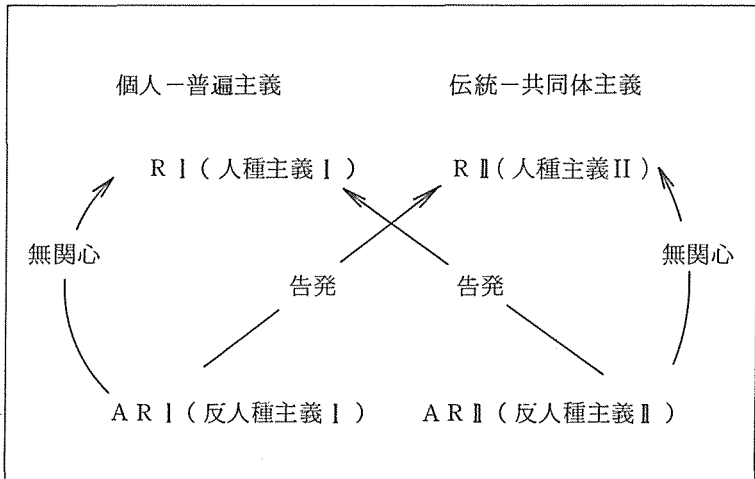 個人－普遍主義 伝統－共同体主義
RⅠ（人種主義Ⅰ） RⅡ（人種主義II）
無関心 無関心
告発 告発
ARⅠ（反人種主義Ⅰ） ARⅡ（反人種主義Ⅱ）